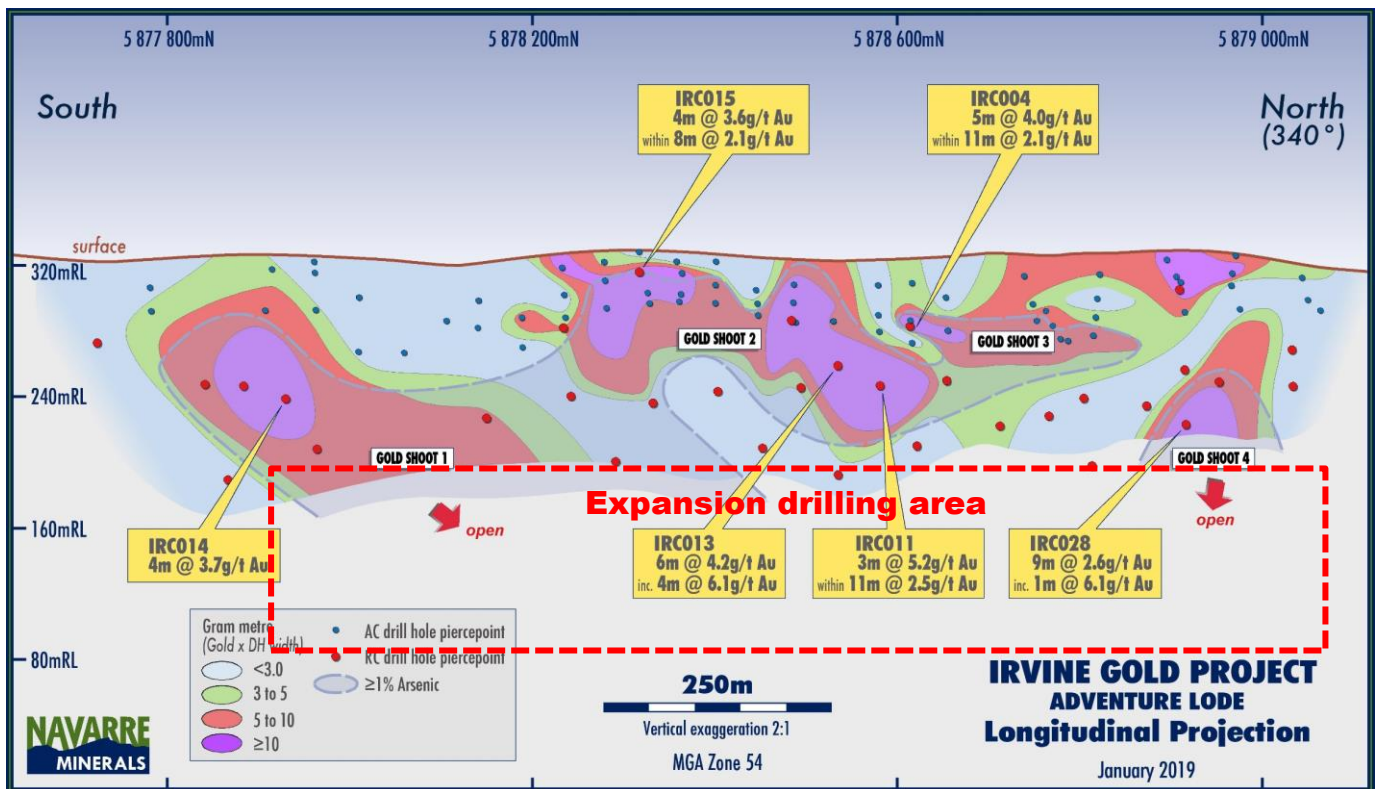 5 877 800mN
5 878 200mN
5 878 600mN
5 879 000mN
South
North
(340°)
IRC015
4m @ 3.6g/t Au
within 8m @ 2.1g/t Au
IRC004
5m @ 4.0g/t Au
within 11m @ 2.1g/t Au
surface
320mRL
GOLD SHOOT 2
GOLD SHOOT 3
240mRL
GOLD SHOOT 1
GOLD SHOOT 4
Expansion drilling area
160mRL
open
open
IRC014
4m @ 3.7g/t Au
IRC013
6m @ 4.2g/t Au
inc. 4m @ 6.1g/t Au
IRC011
3m @ 5.2g/t Au
within 11m @ 2.5g/t Au
IRC028
9m @ 2.6g/t Au
inc. 1m @ 6.1g/t Au
80mRL
Gram metre
(Gold x DH width)
<3.0
3 to 5
5 to 10
≥10
AC drill hole piercepoint
RC drill hole piercepoint
≥1% Arsenic
250m
Vertical exaggeration 2:1
MGA Zone 54
IRVINE GOLD PROJECT
ADVENTURE LODE
Longitudinal Projection
January 2019
NAVARRE
MINERALS